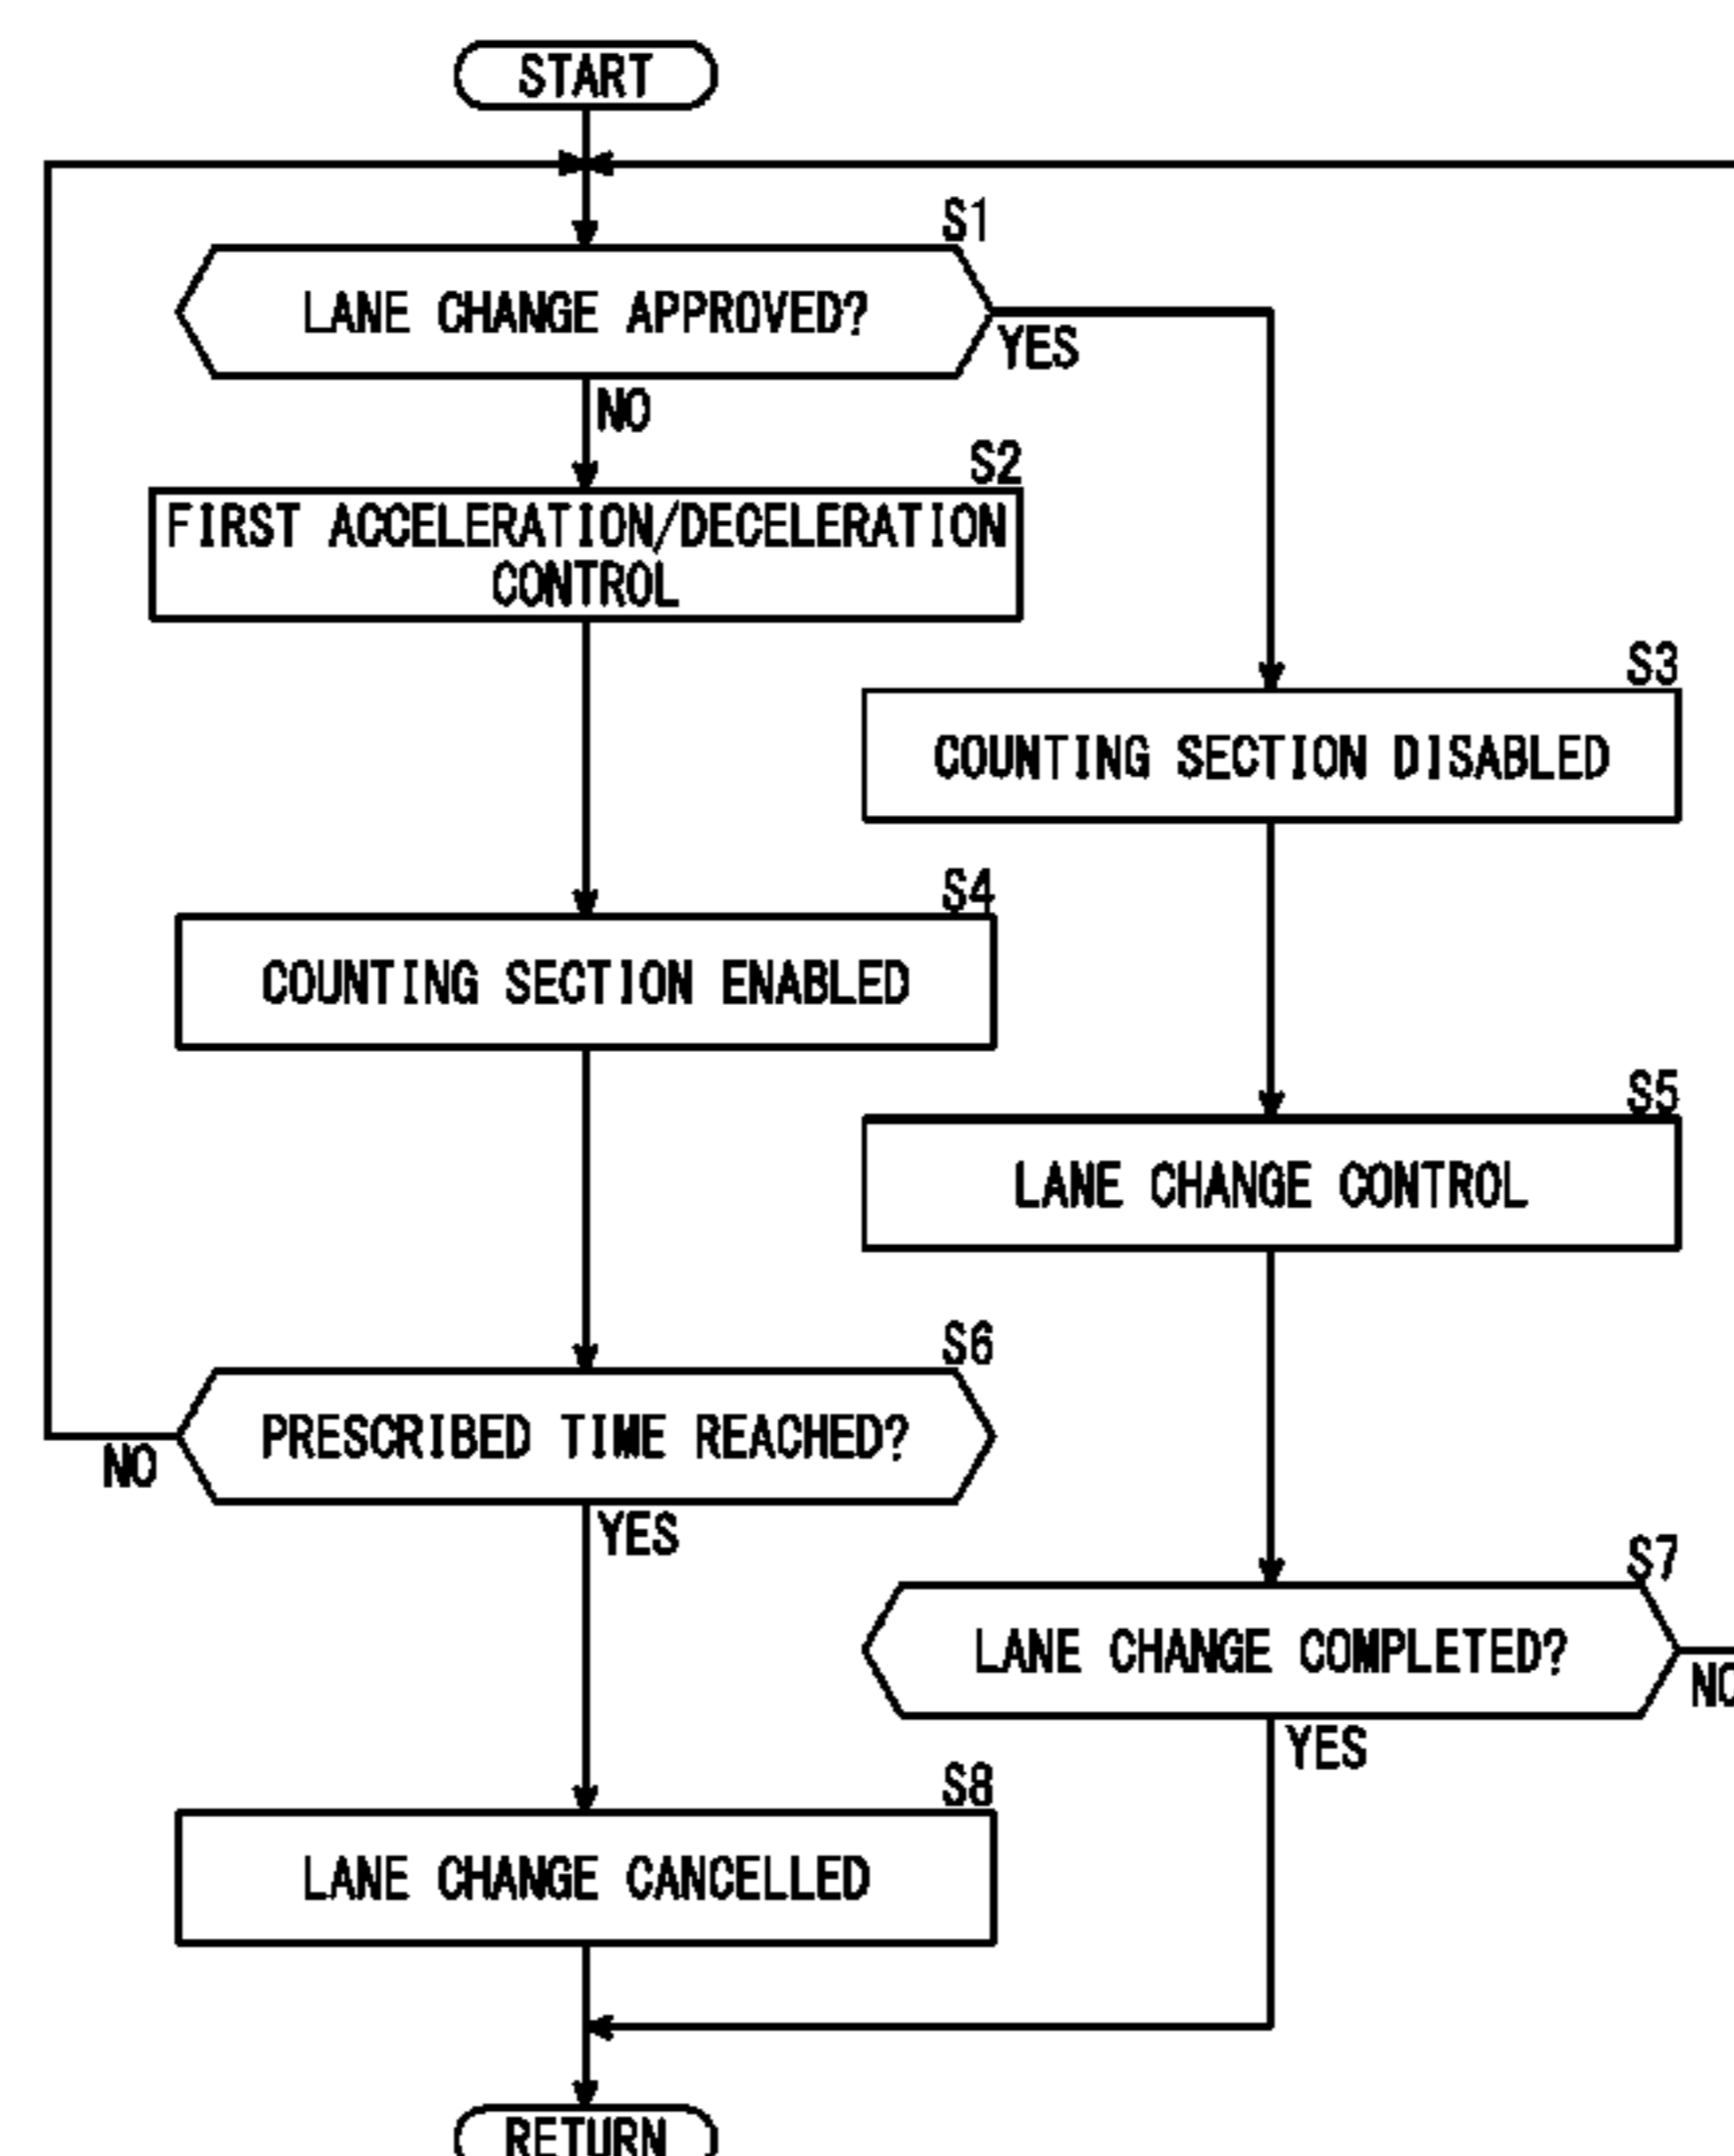 START
S1
LANE CHANGE APPROVED?
YES
NO
S2
FIRST ACCELERATION/DECELERATION
CONTROL
S3
COUNTING SECTION DISABLED
S4
COUNTING SECTION ENABLED
S5
LANE CHANGE CONTROL
S6
PRESCRIBED TIME REACHED?
NO
YES
S7
LANE CHANGE COMPLETED?
NO
YES
S8
LANE CHANGE CANCELLED
RETURN